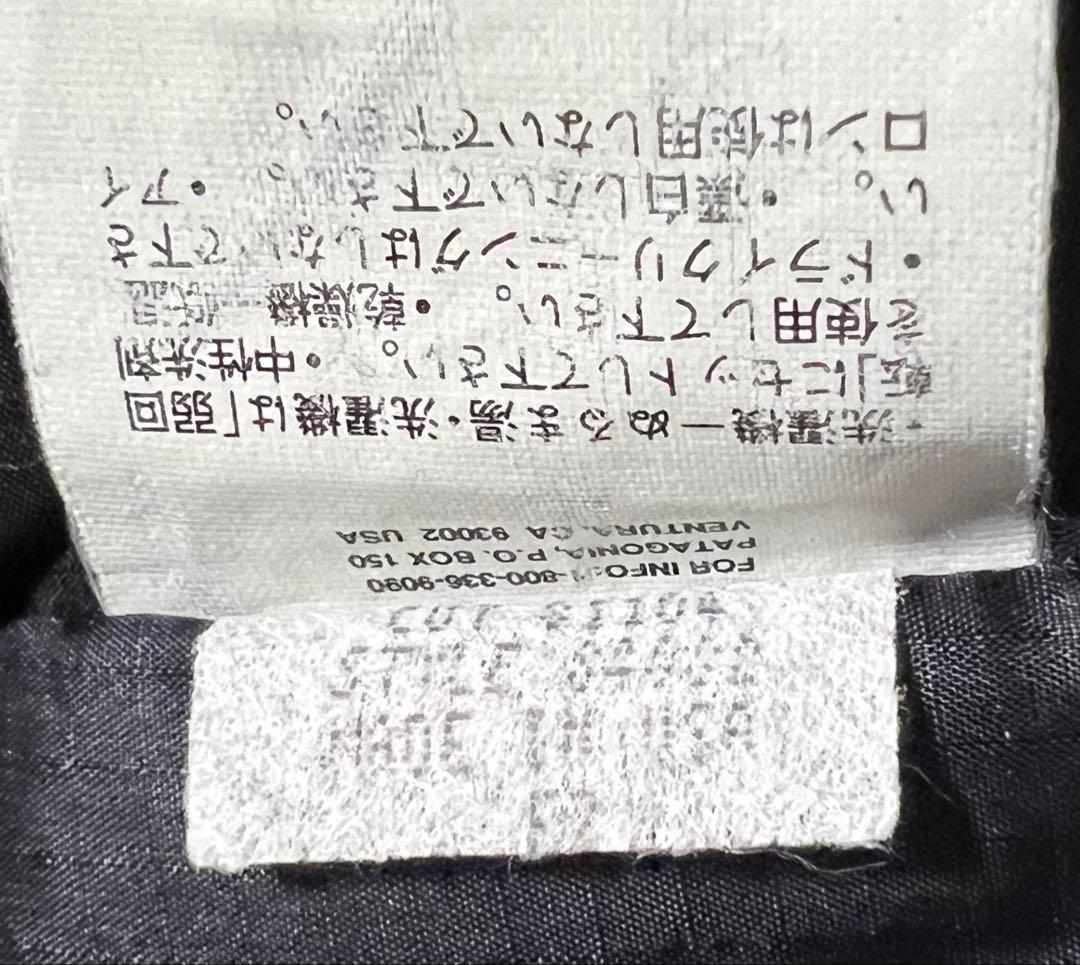 FOR INFO: 1-800-336-9090
PATAGONIA, P.O. BOX 150
VENTURA, CA 93002 USA
・洗濯機ーぬるま湯・洗濯機は「弱回
転」にセットして下さい。・中性洗剤
を使用して下さい。・乾燥機ー低温
・ドライクリーニングはしないで下さ
い。・漂白しないで下さい。・アイ
ロンは使用しないで下さい。